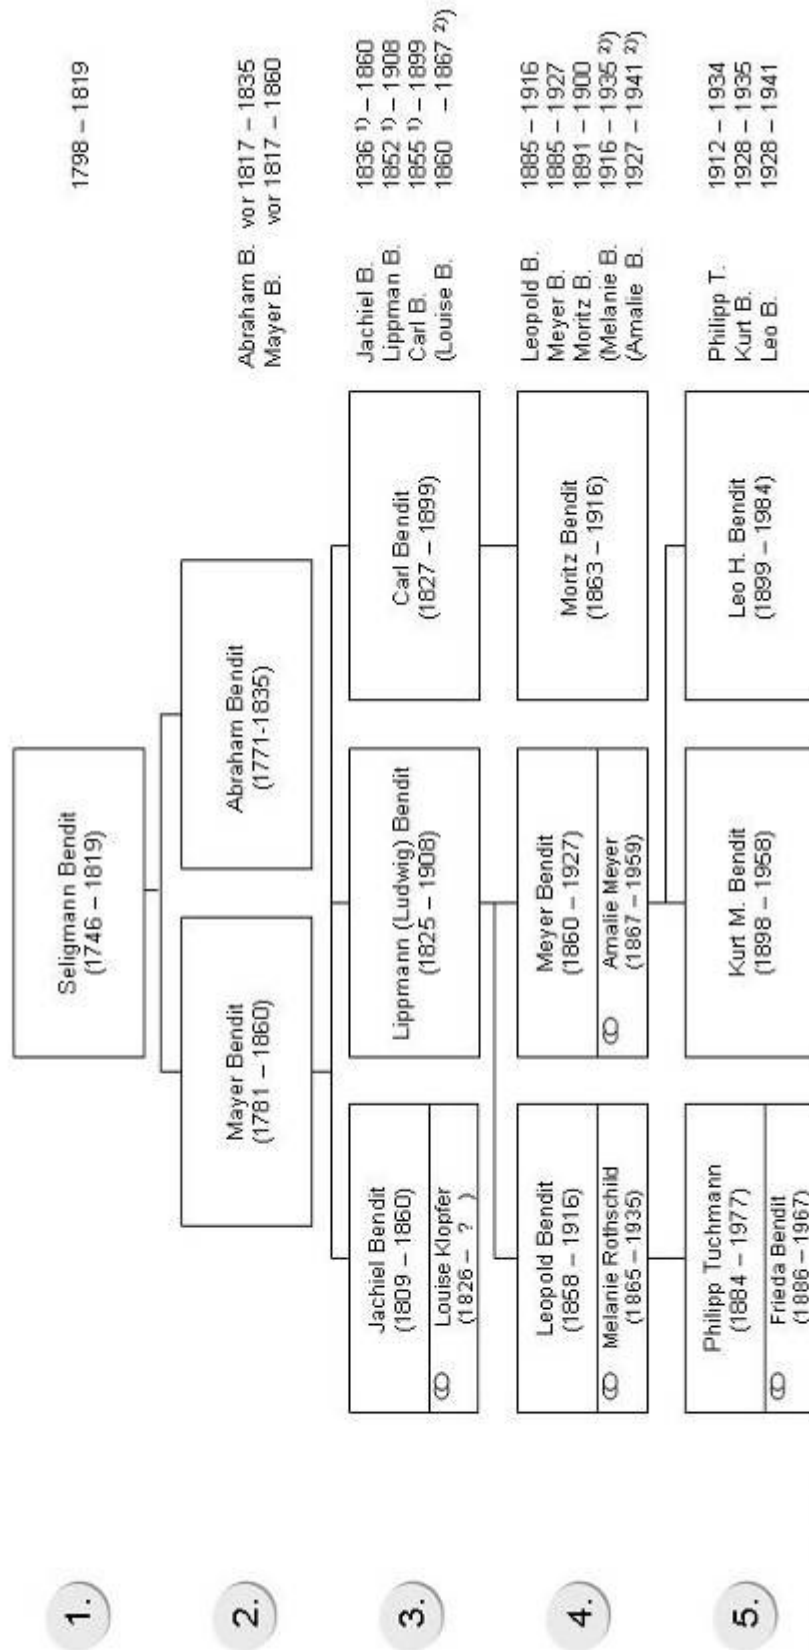 1.
Seligmann Bendit
(1746 – 1819)
1798 – 1819
2.
Mayer Bendit
(1781 – 1860)
Abraham Bendit
(1771-1835)
Abraham B. vor 1817 – 1835
Mayer B. vor 1817 – 1860
3.
Jachiel Bendit
(1809 – 1860)
Louise Klopfer
(1826 – ? )
Lippmann (Ludwig) Bendit
(1825 – 1908)
Carl Bendit
(1827 – 1899)
Jachiel B. 1836 ¹⁾ – 1860
Lippman B. 1852 ¹⁾ – 1908
Carl B. 1855 ¹⁾ – 1899
(Louise B. 1860 – 1867 ²⁾)
4.
Leopold Bendit
(1858 – 1916)
Melanie Rothschild
(1865 – 1935)
Meyer Bendit
(1860 – 1927)
Amalie Meyer
(1867 – 1959)
Moritz Bendit
(1863 – 1916)
Leopold B. 1885 – 1916
Meyer B. 1885 – 1927
Moritz B. 1891 – 1900
(Melanie B. 1916 – 1935 ²⁾)
(Amalie B. 1927 – 1941 ²⁾)
5.
Philipp Tuchmann
(1884 – 1977)
Frieda Bendit
(1886 – 1967)
Kurt M. Bendit
(1898 – 1958)
Leo H. Bendit
(1899 – 1984)
Philipp T. 1912 – 1934
Kurt B. 1928 – 1935
Leo B. 1928 – 1941